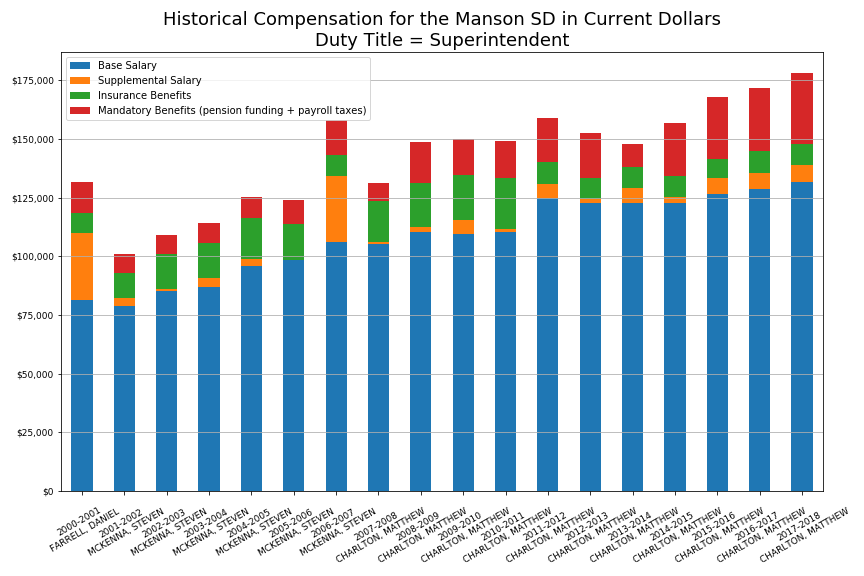 Historical Compensation for the Manson SD in Current Dollars
Duty Title = Superintendent
Base Salary
Supplemental Salary
Insurance Benefits
Mandatory Benefits (pension funding + payroll taxes)
$175,000
$150,000
$125,000
$100,000
$75,000
$50,000
$25,000
$0
2000-2001
FARRELL, DANIEL
2001-2002
MCKENNA, STEVEN
2002-2003
MCKENNA, STEVEN
2003-2004
MCKENNA, STEVEN
2004-2005
MCKENNA, STEVEN
2005-2006
MCKENNA, STEVEN
2006-2007
MCKENNA, STEVEN
2007-2008
CHARLTON, MATTHEW
2008-2009
CHARLTON, MATTHEW
2009-2010
CHARLTON, MATTHEW
2010-2011
CHARLTON, MATTHEW
2011-2012
CHARLTON, MATTHEW
2012-2013
CHARLTON, MATTHEW
2013-2014
CHARLTON, MATTHEW
2014-2015
CHARLTON, MATTHEW
2015-2016
CHARLTON, MATTHEW
2016-2017
CHARLTON, MATTHEW
2017-2018
CHARLTON, MATTHEW